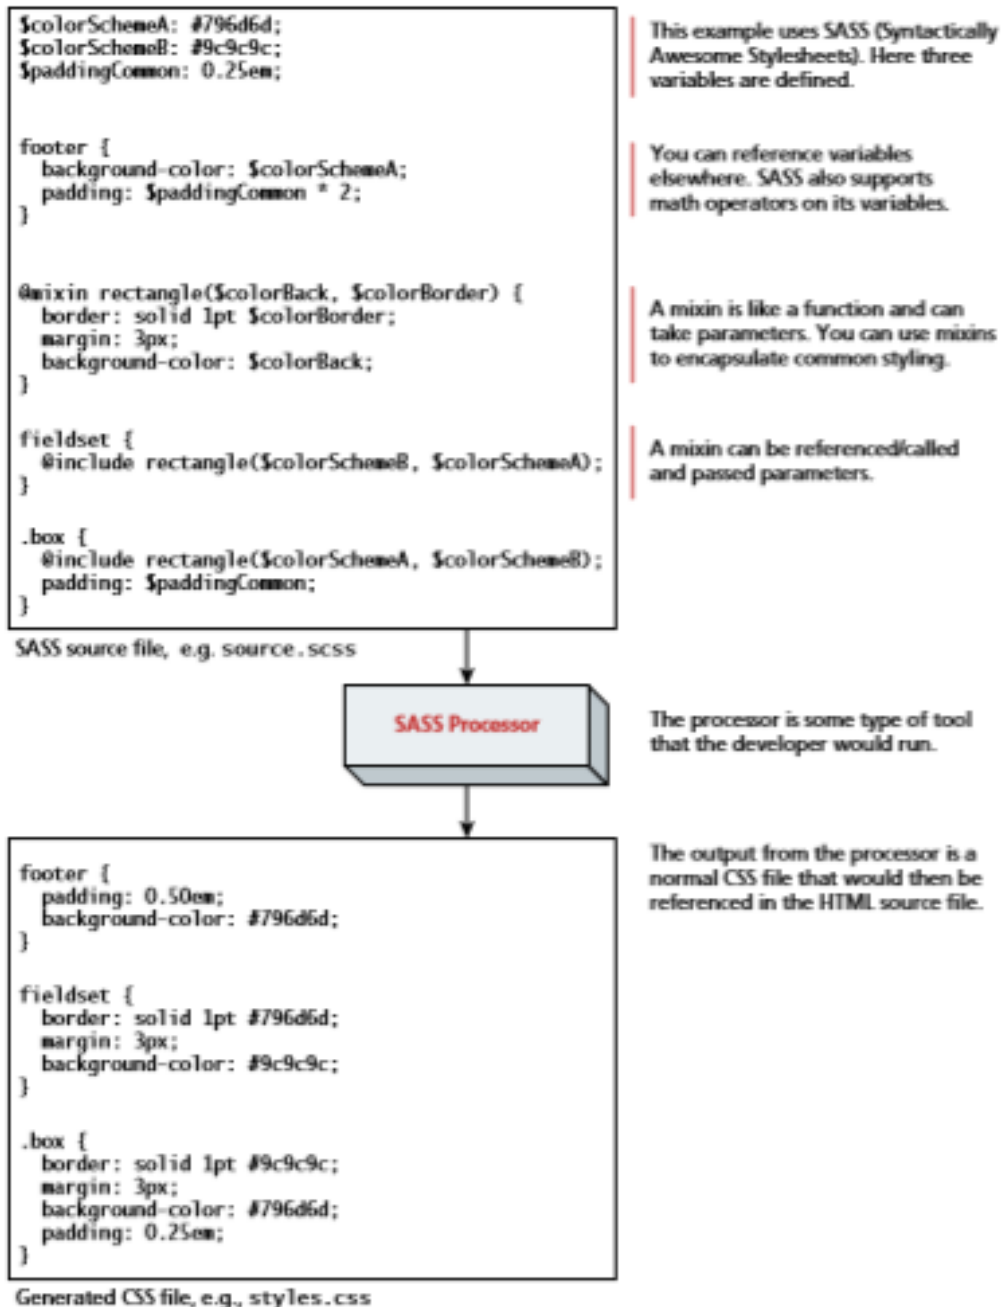 $colorSchemeA: #796d6d;
$colorSchemeB: #9c9c9c;
$paddingCommon: 0.25em;
This example uses SASS (Syntactically
Awesome Stylesheets). Here three
variables are defined.
footer {
background-color: $colorSchemeA;
padding: $paddingCommon * 2;
}
You can reference variables
elsewhere. SASS also supports
math operators on its variables.
@mixin rectangle($colorBack, $colorBorder) {
border: solid 1pt $colorBorder;
margin: 3px;
background-color: $colorBack;
}
A mixin is like a function and can
take parameters. You can use mixins
to encapsulate common styling.
fieldset {
@include rectangle($colorSchemeB, $colorSchemeA);
}
A mixin can be referenced/called
and passed parameters.
.box {
@include rectangle($colorSchemeA, $colorSchemeB);
padding: $paddingCommon;
}
SASS source file, e.g. source.scss
SASS Processor
The processor is some type of tool
that the developer would run.
footer {
padding: 0.50em;
background-color: #796d6d;
}
The output from the processor is a
normal CSS file that would then be
referenced in the HTML source file.
fieldset {
border: solid 1pt #796d6d;
margin: 3px;
background-color: #9c9c9c;
}
.box {
border: solid 1pt #9c9c9c;
margin: 3px;
background-color: #796d6d;
padding: 0.25em;
}
Generated CSS file, e.g., styles.css